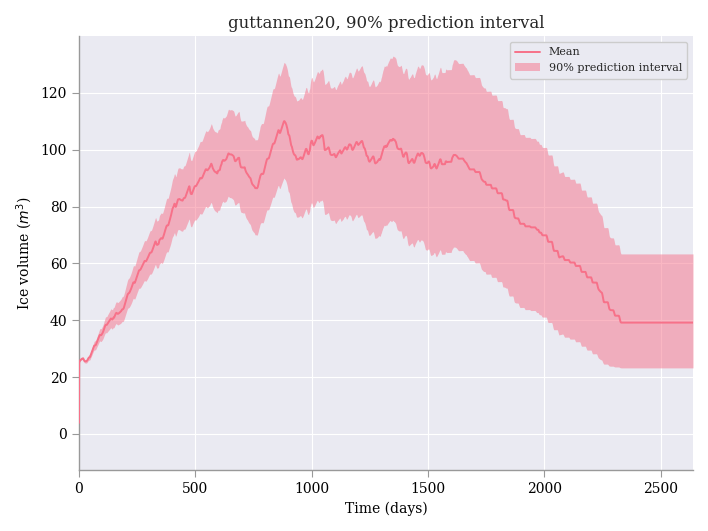 guttannen20, 90% prediction interval
Mean
90% prediction interval
Ice volume (m³)
120
100
80
60
40
20
0
0 500 1000 1500 2000 2500
Time (days)